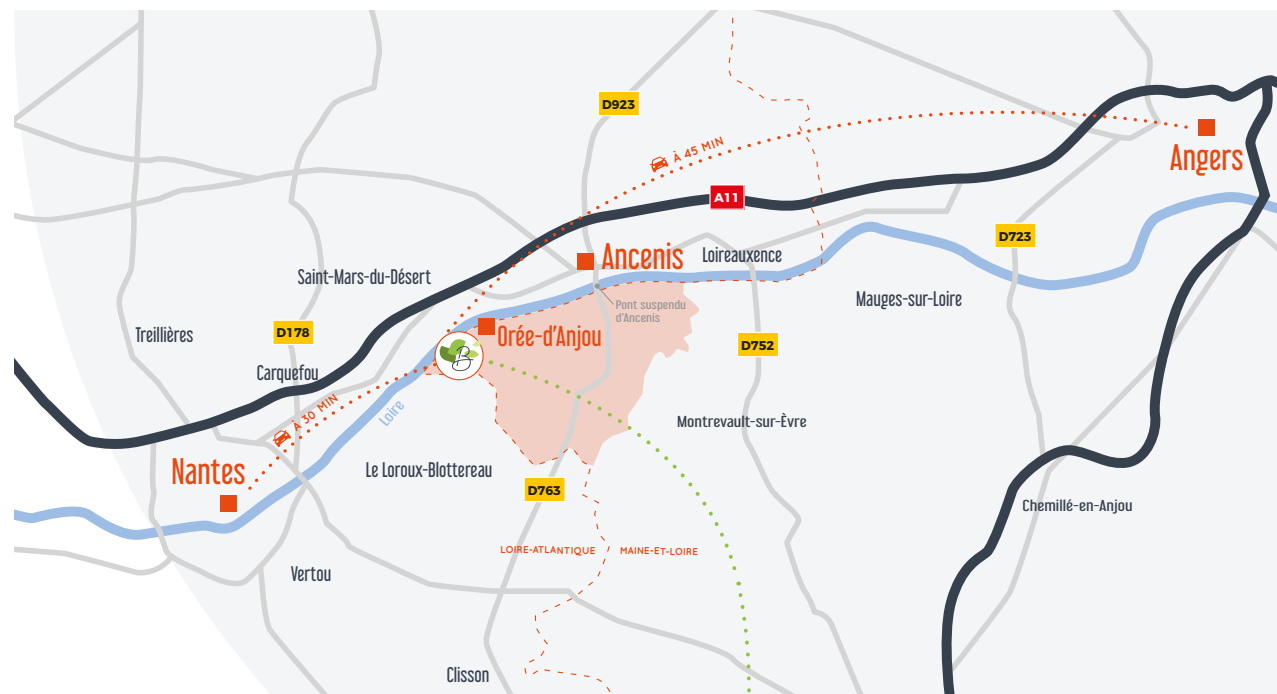 D923
À 45 MIN
Angers
A11
D723
Ancenis
Loireauxence
Saint-Mars-du-Désert
Mauges-sur-Loire
Pont suspendu
d'Ancenis
Treillières
D178
Orée-d'Anjou
D752
B
Carquefou
À 30 MIN
Loire
Montrevault-sur-Èvre
Nantes
Le Loroux-Blottereau
D763
Chemillé-en-Anjou
LOIRE-ATLANTIQUE
MAINE-ET-LOIRE
Vertou
Clisson